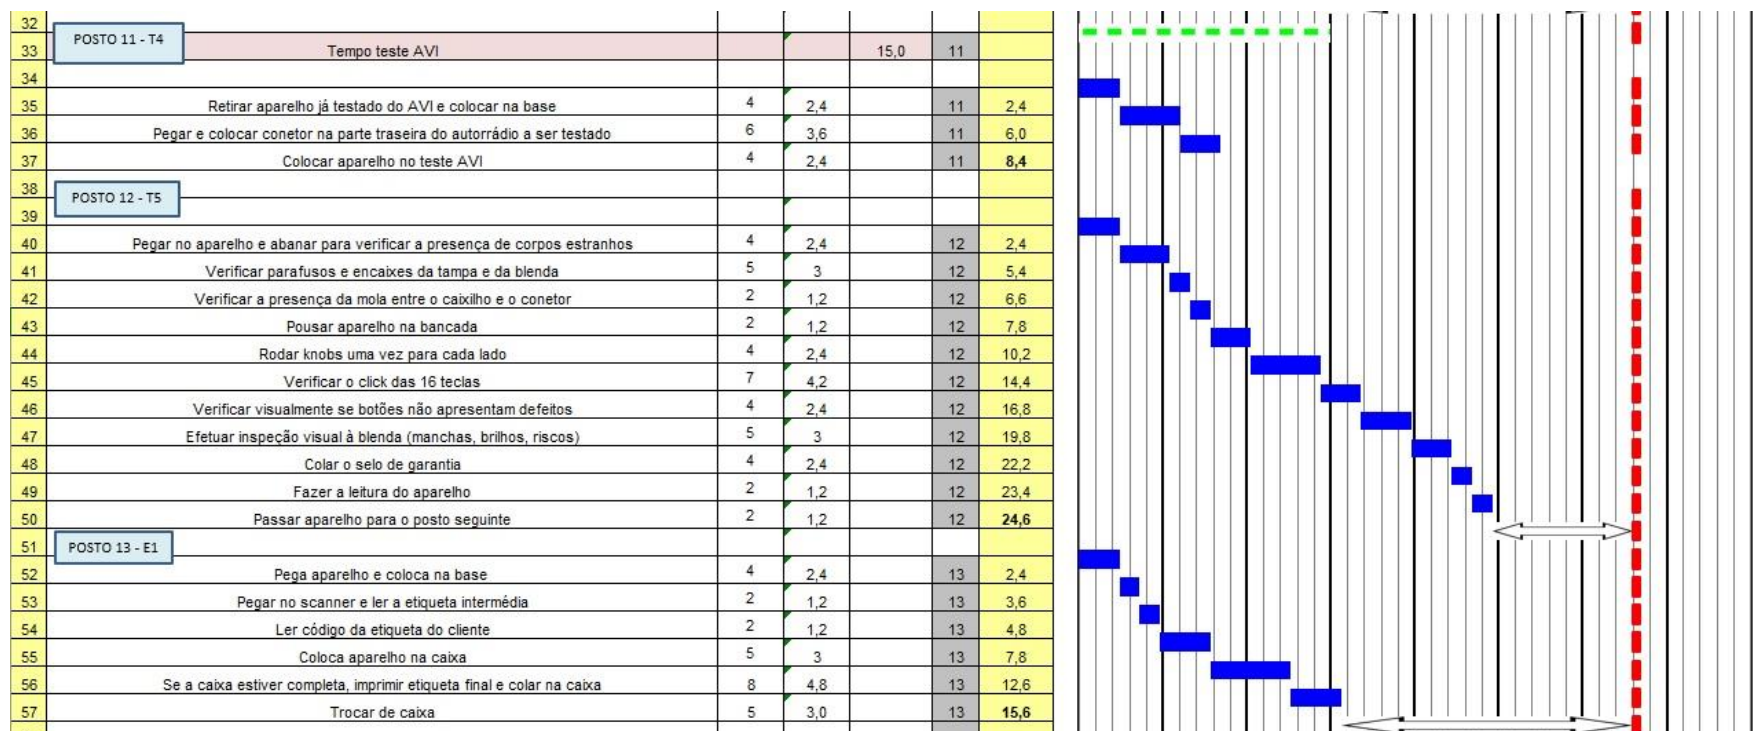 32
POSTO 11 - T4
33 Tempo teste AVI 15,0 11
34
35 Retirar aparelho já testado do AVI e colocar na base 4 2,4 11 2,4
36 Pegar e colocar conetor na parte traseira do autorrádio a ser testado 6 3,6 11 6,0
37 Colocar aparelho no teste AVI 4 2,4 11 8,4
38
POSTO 12 - T5
39
40 Pegar no aparelho e abanar para verificar a presença de corpos estranhos 4 2,4 12 2,4
41 Verificar parafusos e encaixes da tampa e da blenda 5 3 12 5,4
42 Verificar a presença da mola entre o caixilho e o conetor 2 1,2 12 6,6
43 Pousar aparelho na bancada 2 1,2 12 7,8
44 Rodar knobs uma vez para cada lado 4 2,4 12 10,2
45 Verificar o click das 16 teclas 7 4,2 12 14,4
46 Verificar visualmente se botões não apresentam defeitos 4 2,4 12 16,8
47 Efetuar inspeção visual à blenda (manchas, brilhos, riscos) 5 3 12 19,8
48 Colar o selo de garantia 4 2,4 12 22,2
49 Fazer a leitura do aparelho 2 1,2 12 23,4
50 Passar aparelho para o posto seguinte 2 1,2 12 24,6
51 POSTO 13 - E1
52 Pega aparelho e coloca na base 4 2,4 13 2,4
53 Pegar no scanner e ler a etiqueta intermédia 2 1,2 13 3,6
54 Ler código da etiqueta do cliente 2 1,2 13 4,8
55 Coloca aparelho na caixa 5 3 13 7,8
56 Se a caixa estiver completa, imprimir etiqueta final e colar na caixa 8 4,8 13 12,6
57 Trocar de caixa 5 3,0 13 15,6